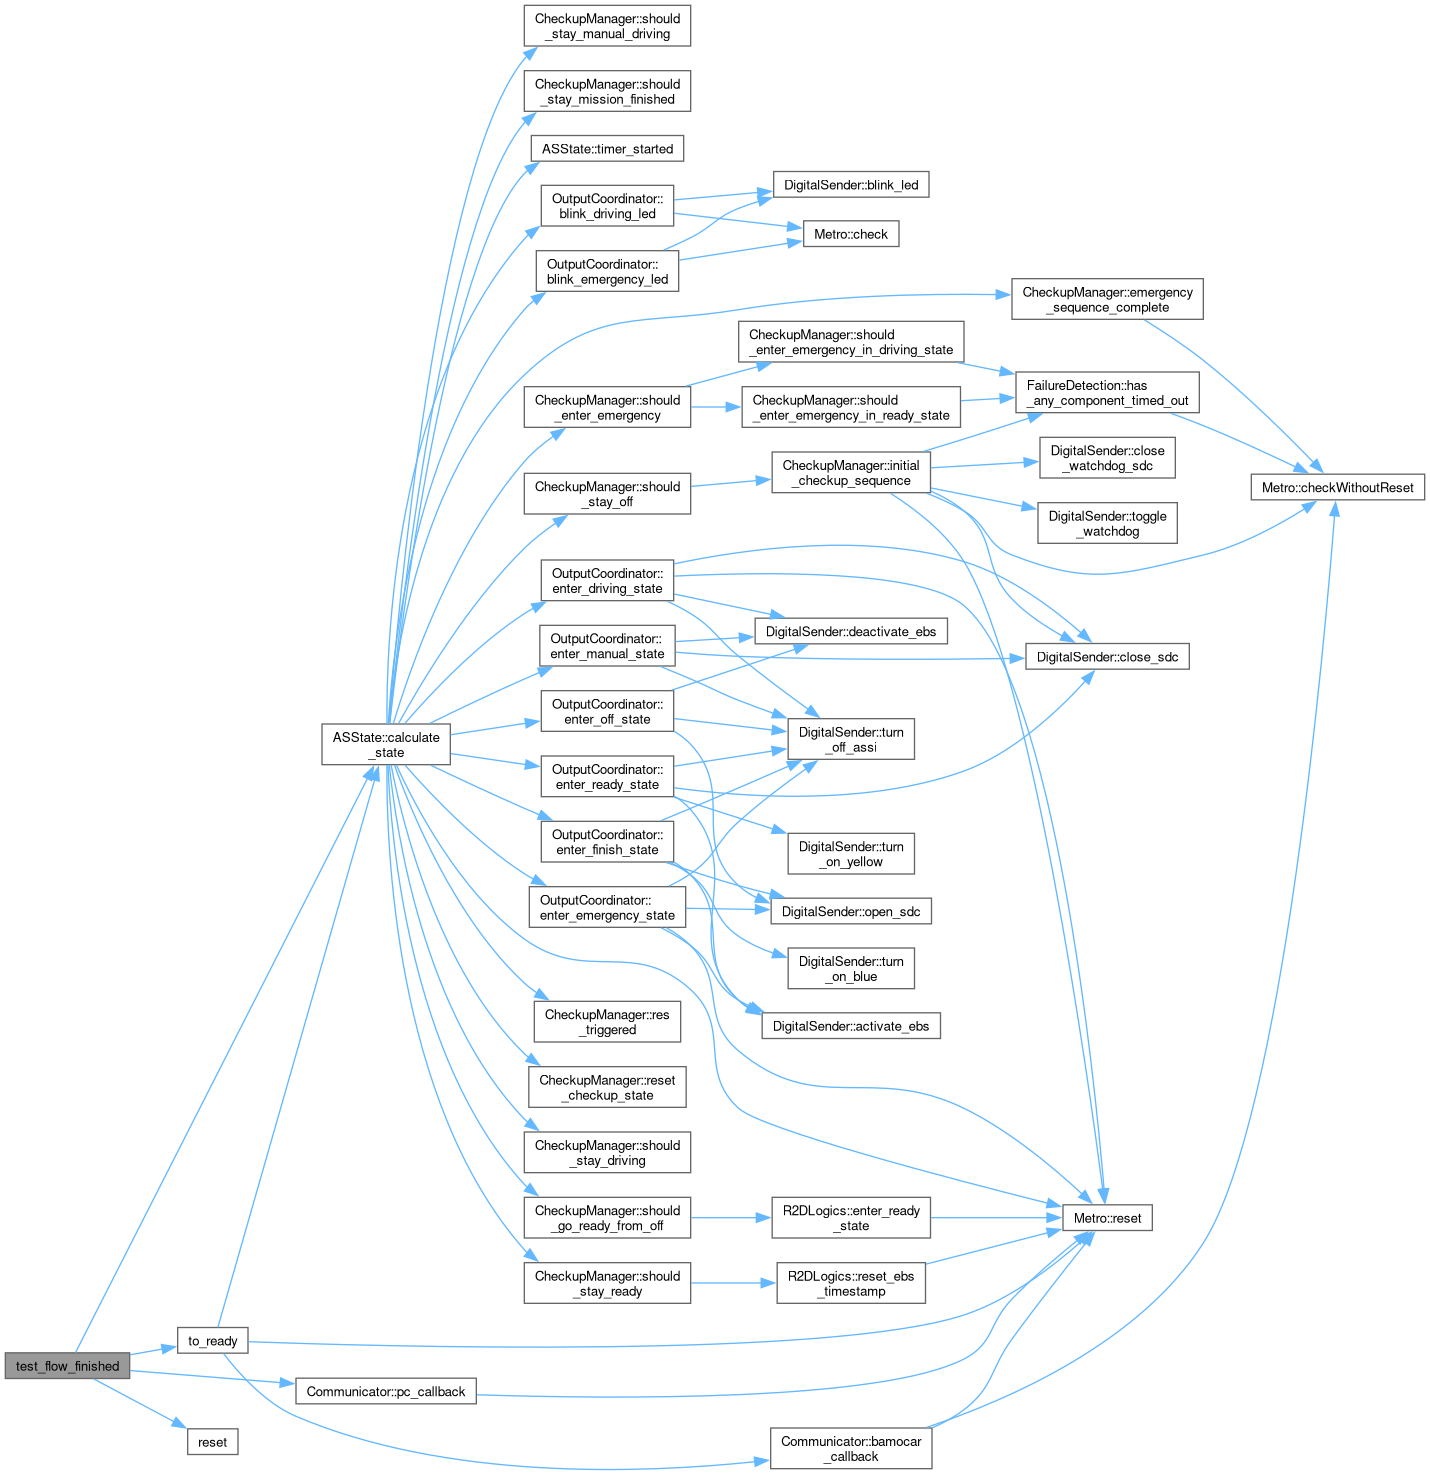 CheckupManager::should
_stay_manual_driving
CheckupManager::should
_stay_mission_finished
ASState::timer_started
OutputCoordinator::
blink_driving_led
DigitalSender::blink_led
Metro::check
OutputCoordinator::
blink_emergency_led
CheckupManager::emergency
_sequence_complete
CheckupManager::should
_enter_emergency_in_driving_state
CheckupManager::should
_enter_emergency
CheckupManager::should
_enter_emergency_in_ready_state
FailureDetection::has
_any_component_timed_out
CheckupManager::should
_stay_off
CheckupManager::initial
_checkup_sequence
DigitalSender::close
_watchdog_sdc
Metro::checkWithoutReset
DigitalSender::toggle
_watchdog
OutputCoordinator::
enter_driving_state
OutputCoordinator::
enter_manual_state
DigitalSender::deactivate_ebs
DigitalSender::close_sdc
OutputCoordinator::
enter_off_state
ASState::calculate
_state
DigitalSender::turn
_off_assi
OutputCoordinator::
enter_ready_state
OutputCoordinator::
enter_finish_state
DigitalSender::turn
_on_yellow
OutputCoordinator::
enter_emergency_state
DigitalSender::open_sdc
DigitalSender::turn
_on_blue
CheckupManager::res
_triggered
DigitalSender::activate_ebs
CheckupManager::reset
_checkup_state
CheckupManager::should
_stay_driving
CheckupManager::should
_go_ready_from_off
R2DLogics::enter_ready
_state
Metro::reset
CheckupManager::should
_stay_ready
R2DLogics::reset_ebs
_timestamp
to_ready
test_flow_finished
Communicator::pc_callback
reset
Communicator::bamocar
_callback